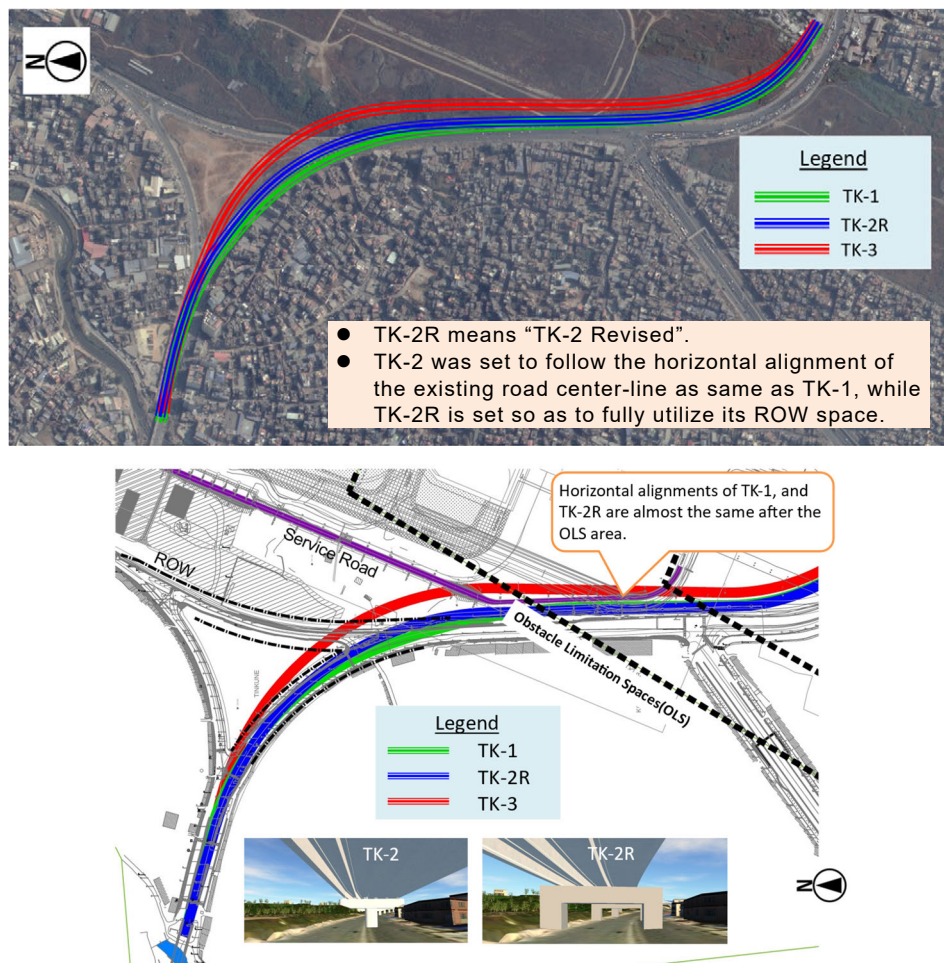 N
Legend
TK-1
TK-2R
TK-3
● TK-2R means “TK-2 Revised”.
● TK-2 was set to follow the horizontal alignment of
the existing road center-line as same as TK-1, while
TK-2R is set so as to fully utilize its ROW space.
Horizontal alignments of TK-1, and
TK-2R are almost the same after the
OLS area.
Service Road
ROW
Obstacle Limitation Spaces(OLS)
TINKUNE
Legend
TK-1
TK-2R
TK-3
TK-2
TK-2R
N